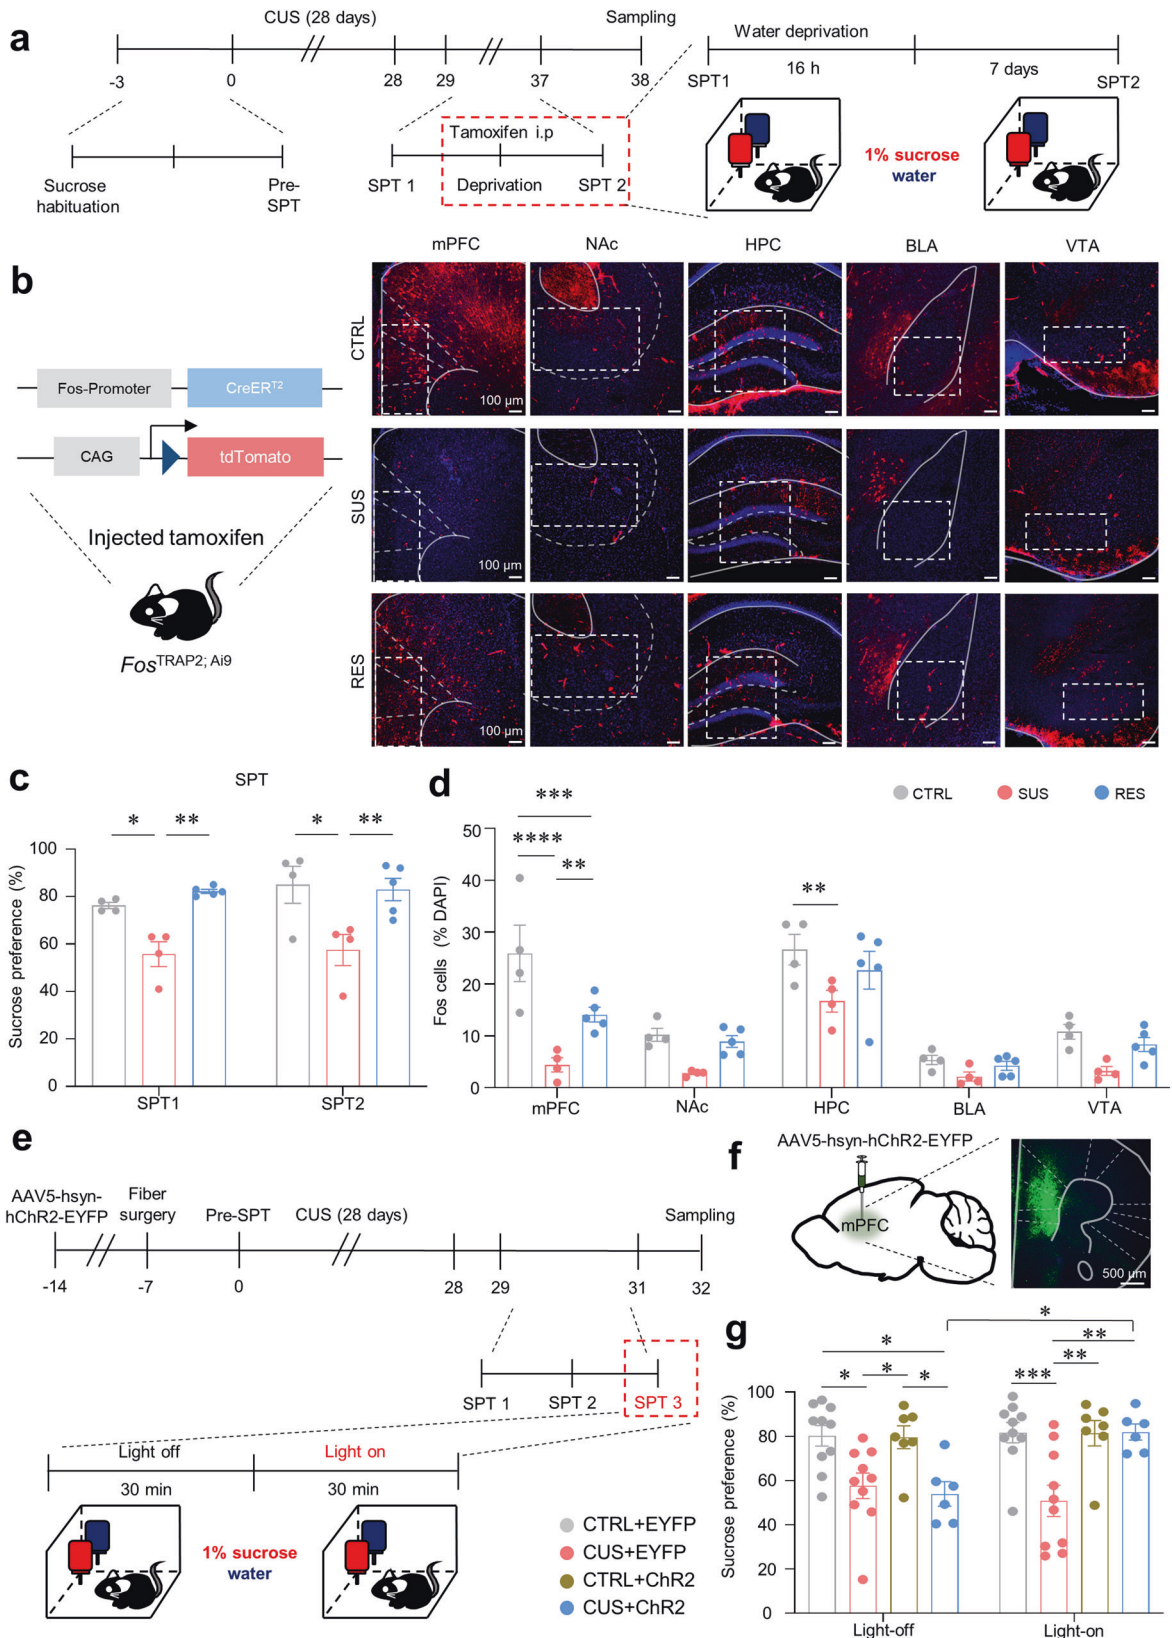 a
CUS (28 days)
Sampling
-3
0
28
29
37
38
Sucrose
habituation
Pre-
SPT
Tamoxifen i.p
SPT 1
Deprivation
SPT 2
Water deprivation
SPT1
16 h
7 days
SPT2
1% sucrose
water
b
mPFC
NAc
HPC
BLA
VTA
CTRL
SUS
RES
100 µm
100 µm
100 µm
Fos-Promoter
CreERT2
CAG
tdTomato
Injected tamoxifen
FosTRAP2; Ai9
c
SPT
* ** * **
Sucrose preference (%)
100
80
60
40
20
0
SPT1
SPT2
d
CTRL
SUS
RES
***
****
**
**
Fos cells (% DAPI)
50
40
30
20
10
0
mPFC
NAc
HPC
BLA
VTA
e
AAV5-hsyn-
hChR2-EYFP
Fiber
surgery
Pre-SPT
CUS (28 days)
Sampling
-14
-7
0
28
29
31
32
SPT 1
SPT 2
SPT 3
Light off
Light on
30 min
30 min
1% sucrose
water
CTRL+EYFP
CUS+EYFP
CTRL+ChR2
CUS+ChR2
f
AAV5-hsyn-hChR2-EYFP
mPFC
500 µm
g
*
* **
* * * *** **
Sucrose preference (%)
100
80
60
40
20
0
Light-off
Light-on